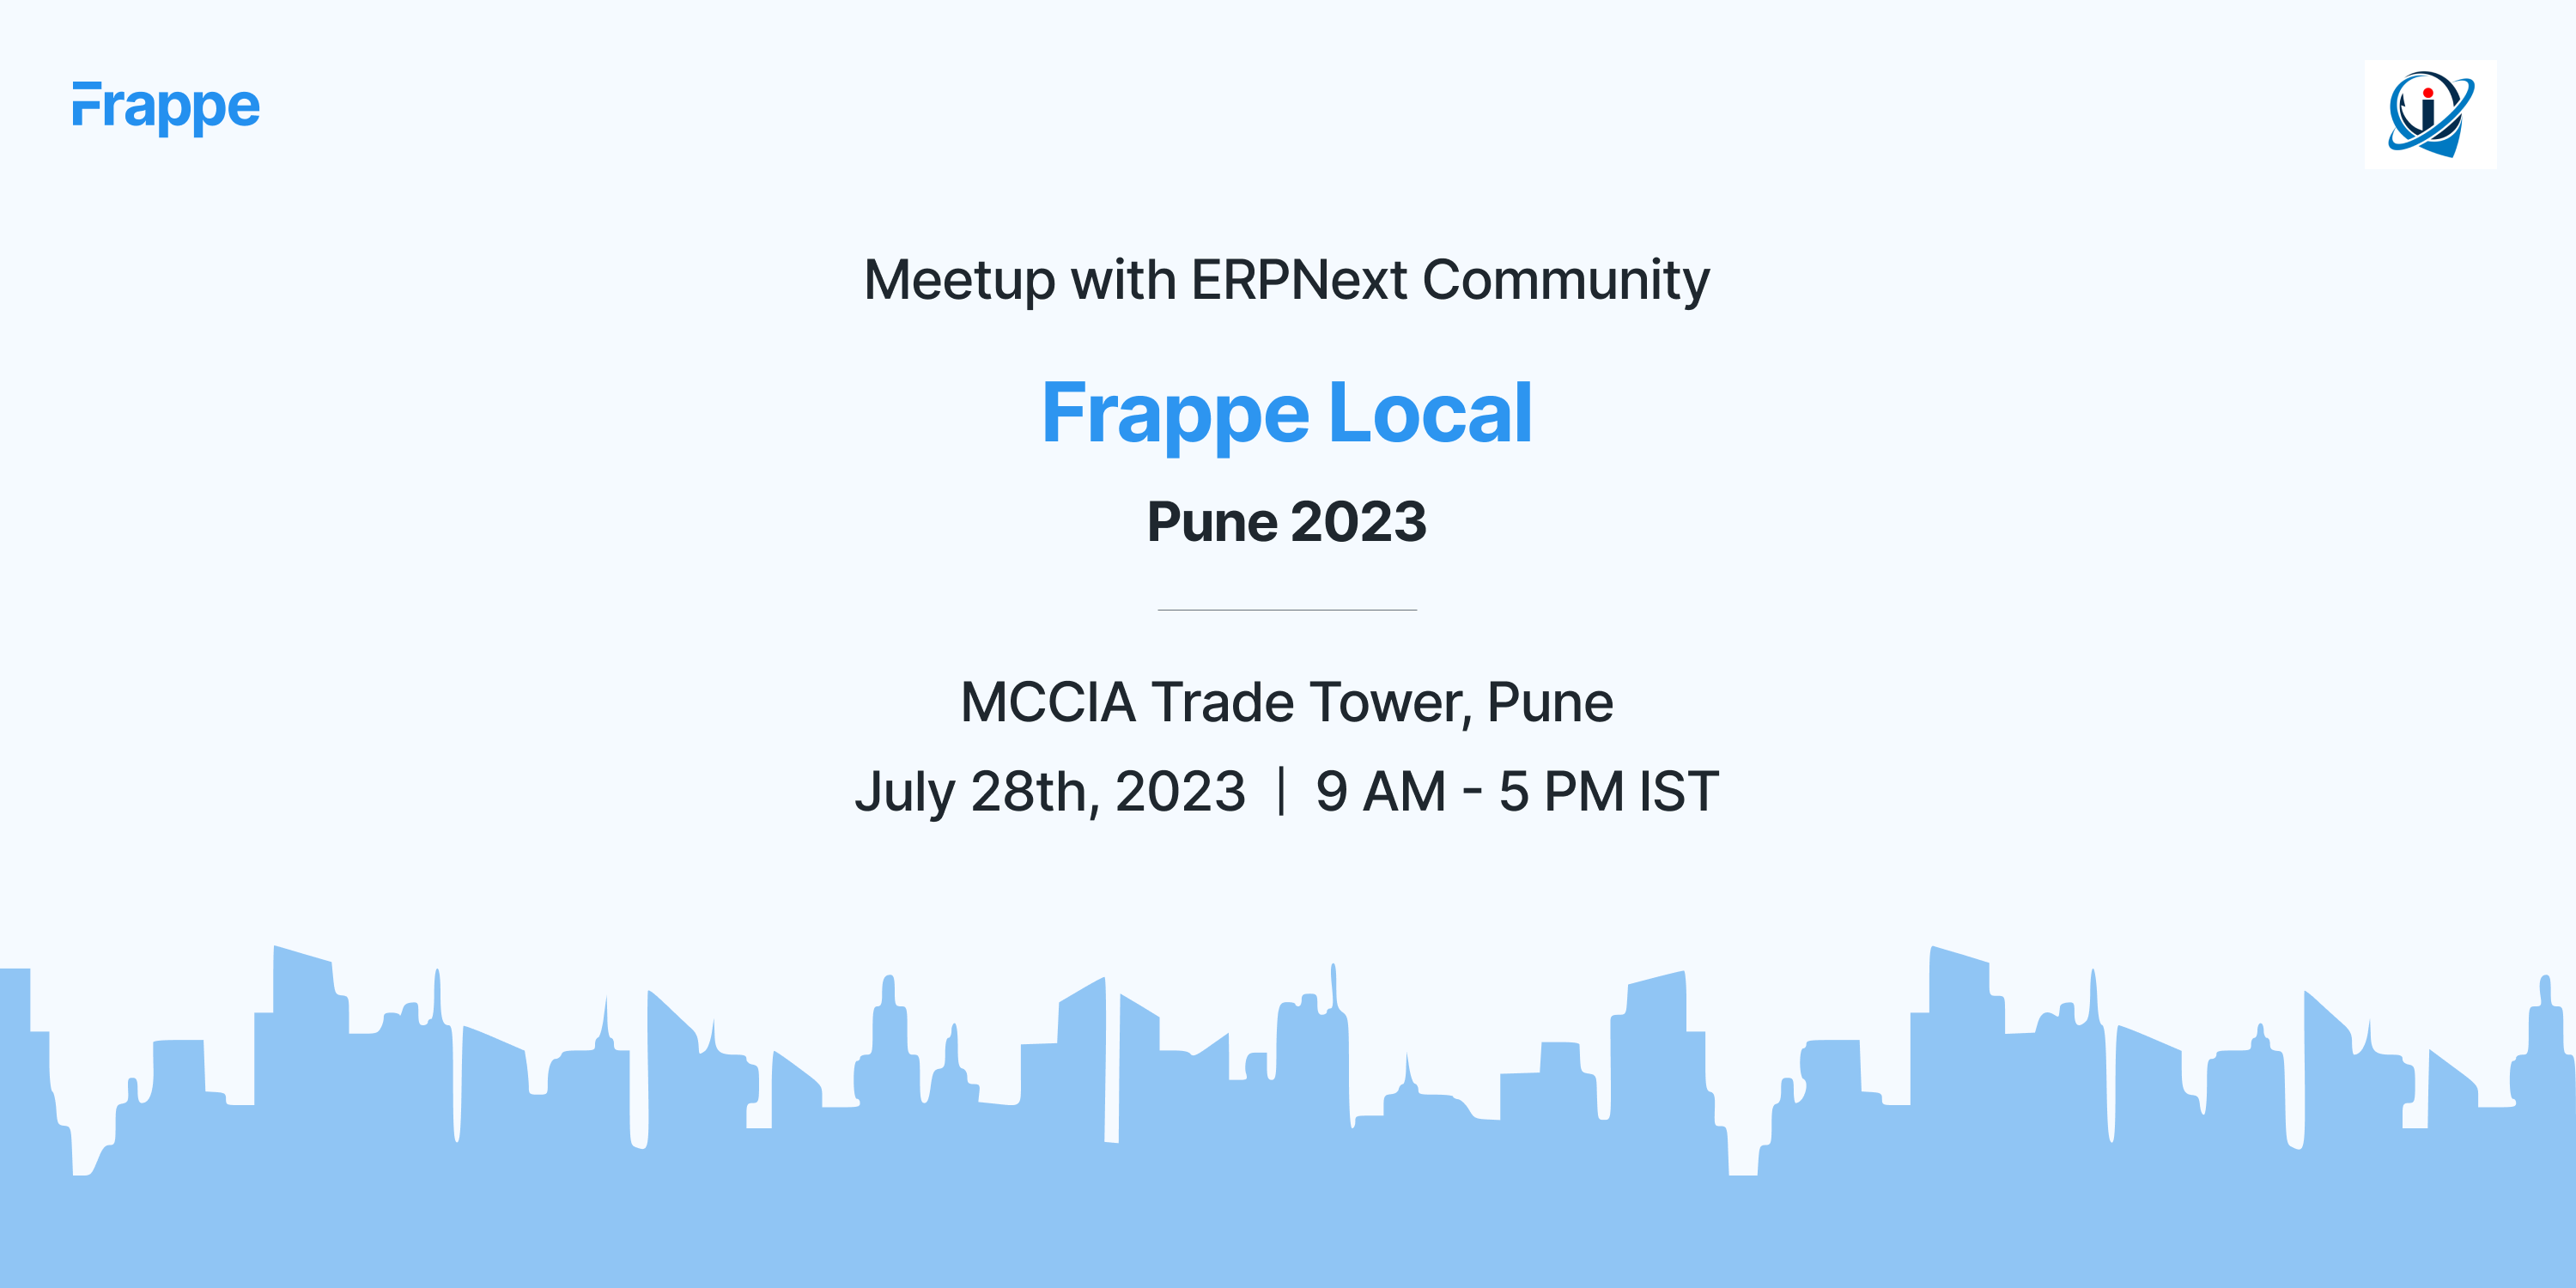 Frappe
i
Meetup with ERPNext Community
Frappe Local
Pune 2023
MCCIA Trade Tower, Pune
July 28th, 2023 | 9 AM - 5 PM IST